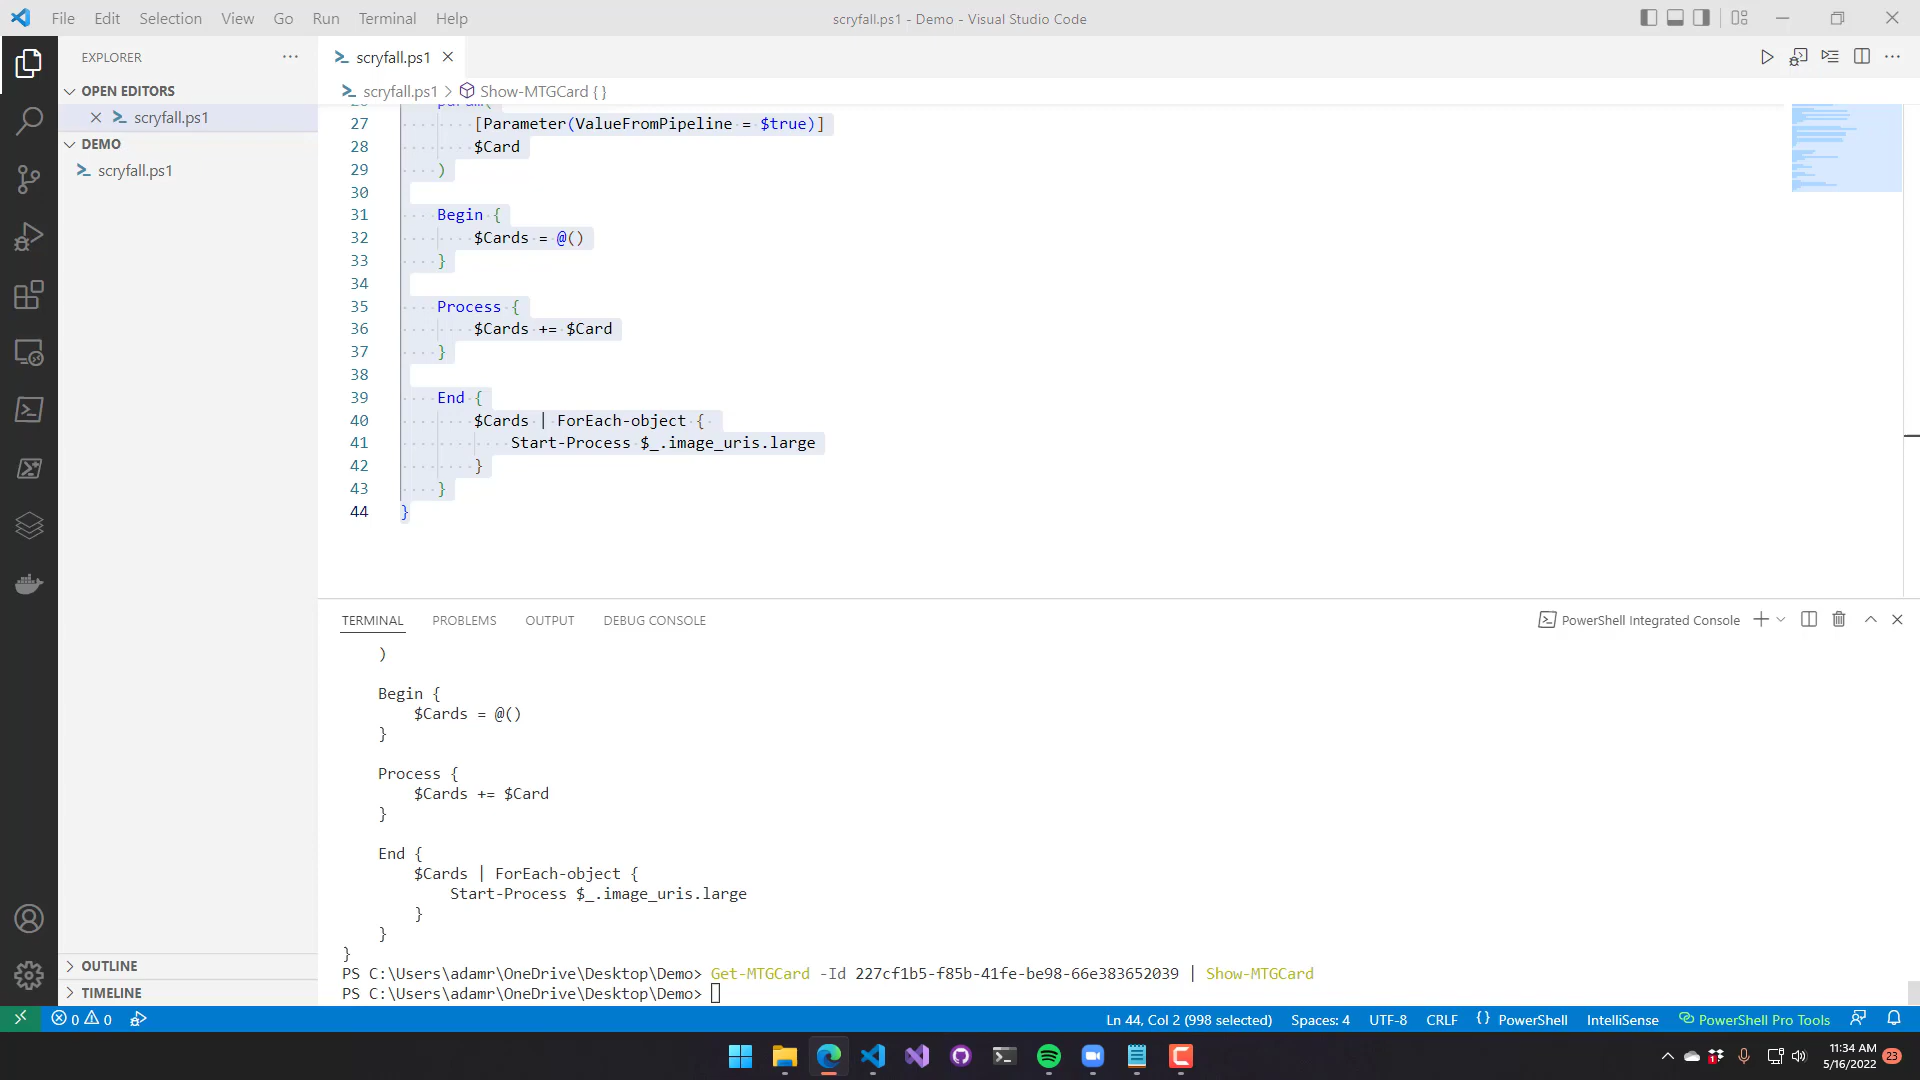 File Edit Selection View Go Run Terminal Help
scryfall.ps1 - Demo - Visual Studio Code
EXPLORER
OPEN EDITORS
scryfall.ps1
DEMO
scryfall.ps1
OUTLINE
TIMELINE
scryfall.ps1
scryfall.ps1 > Show-MTGCard { }
26 param(
27 [Parameter(ValueFromPipeline = $true)]
28 $Card
29 )
30
31 Begin {
32 $Cards = @()
33 }
34
35 Process {
36 $Cards += $Card
37 }
38
39 End {
40 $Cards | ForEach-object {
41 Start-Process $_.image_uris.large
42 }
43 }
44 }
TERMINAL PROBLEMS OUTPUT DEBUG CONSOLE
PowerShell Integrated Console
)
Begin {
$Cards = @()
}
Process {
$Cards += $Card
}
End {
$Cards | ForEach-object {
Start-Process $_.image_uris.large
}
}
}
PS C:\Users\adamr\OneDrive\Desktop\Demo> Get-MTGCard -Id 227cf1b5-f85b-41fe-be98-66e383652039 | Show-MTGCard
PS C:\Users\adamr\OneDrive\Desktop\Demo>
0 0
Ln 44, Col 2 (998 selected) Spaces: 4 UTF-8 CRLF { } PowerShell IntelliSense PowerShell Pro Tools
11:34 AM
5/16/2022
23